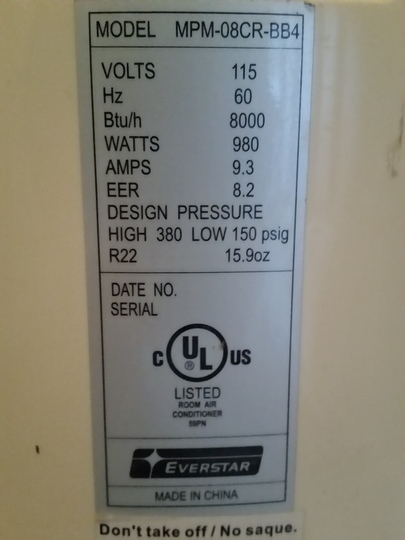 MODEL MPM-08CR-BB4
VOLTS 115
Hz 60
Btu/h 8000
WATTS 980
AMPS 9.3
EER 8.2
DESIGN PRESSURE
HIGH 380 LOW 150 psig
R22 15.9oz
DATE NO.
SERIAL
C UL® US
LISTED
ROOM AIR
CONDITIONER
59PN
EVERSTAR
MADE IN CHINA
Don't take off / No saque.